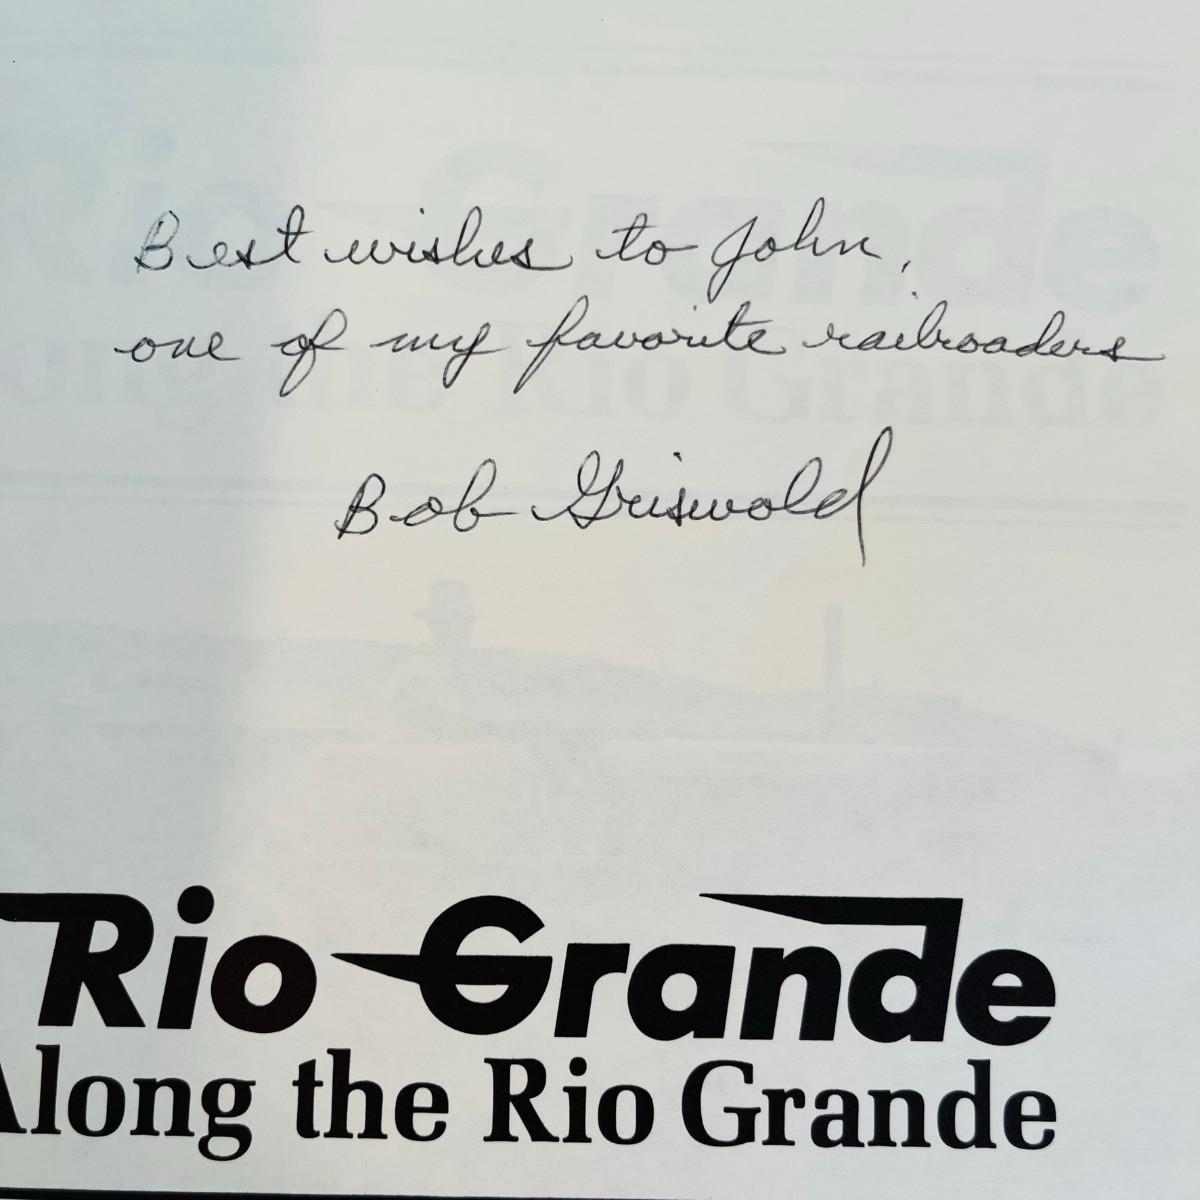 Best wishes to John,
one of my favorite railroaders
Bob Griswold
Rio Grande
Along the Rio Grande